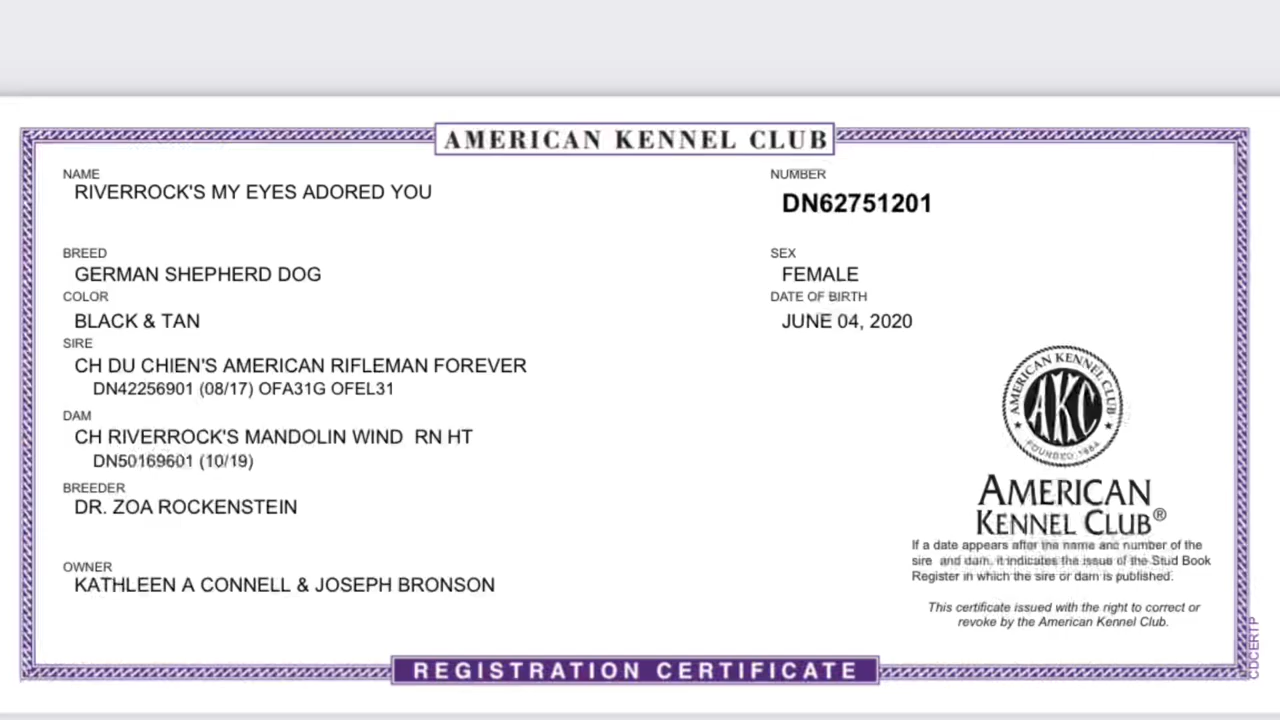 AMERICAN KENNEL CLUB
NAME
RIVERROCK'S MY EYES ADORED YOU
NUMBER
DN62751201
BREED
GERMAN SHEPHERD DOG
SEX
FEMALE
COLOR
BLACK & TAN
DATE OF BIRTH
JUNE 04, 2020
SIRE
CH DU CHIEN'S AMERICAN RIFLEMAN FOREVER
DN42256901 (08/17) OFA31G OFEL31
DAM
CH RIVERROCK'S MANDOLIN WIND RN HT
DN50169601 (10/19)
BREEDER
DR. ZOA ROCKENSTEIN
OWNER
KATHLEEN A CONNELL & JOSEPH BRONSON
AMERICAN KENNEL CLUB
AKC
FOUNDED 1884
AMERICAN
KENNEL CLUB®
If a date appears after the name and number of the
sire and dam, it indicates the issue of the Stud Book
Register in which the sire or dam is published.
This certificate issued with the right to correct or
revoke by the American Kennel Club.
CDCERTP
REGISTRATION CERTIFICATE